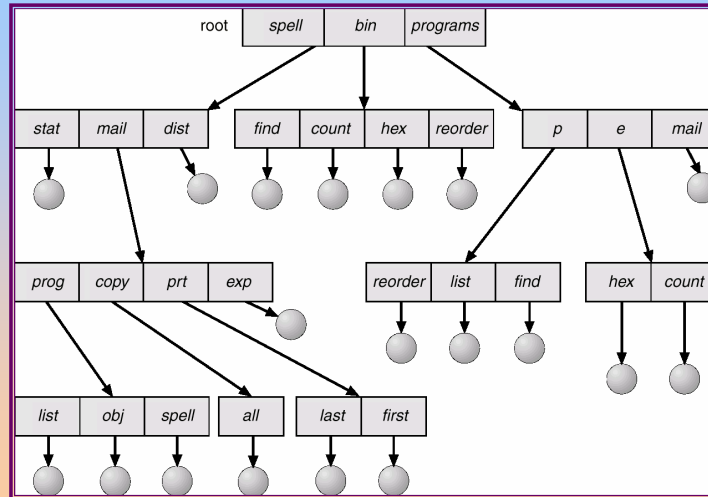 root spell bin programs
stat mail dist find count hex reorder p e mail
prog copy prt exp reorder list find hex count
list obj spell all last first